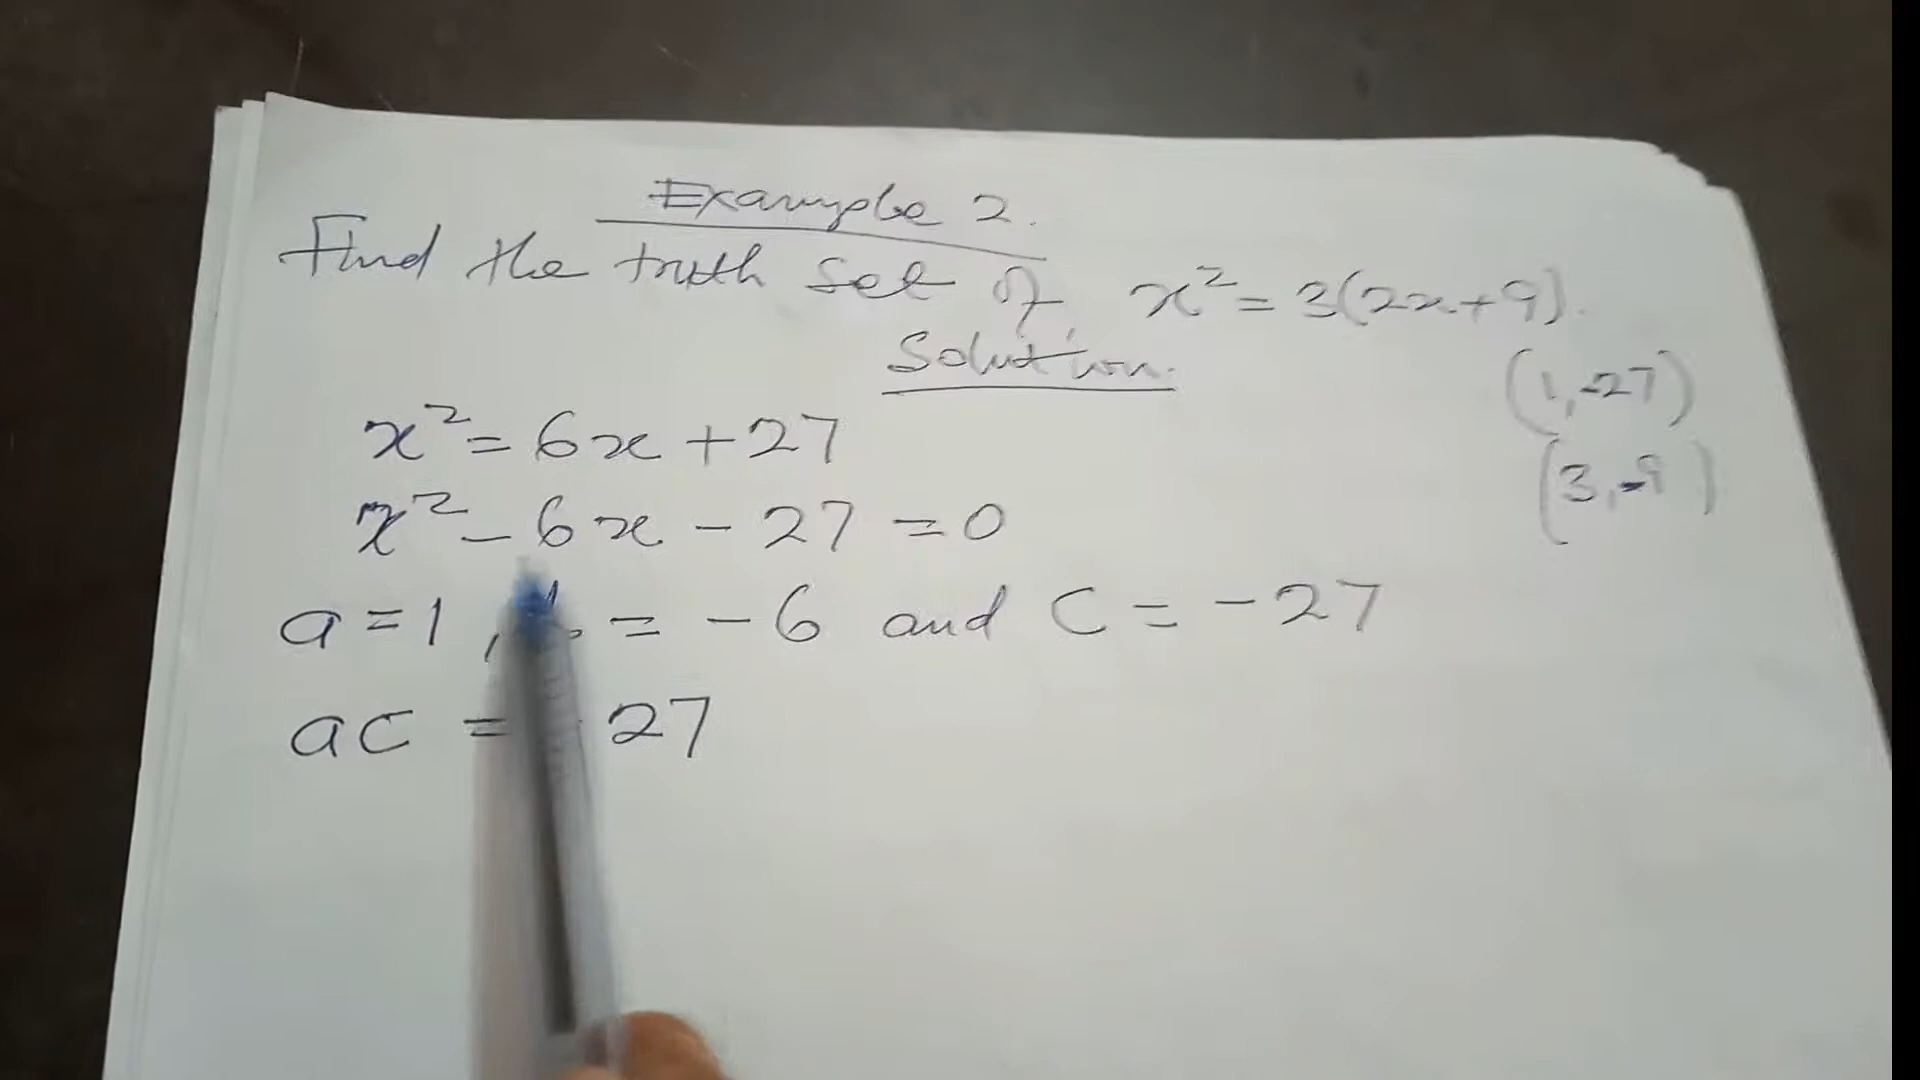 Example 2.
Find the truth set of x² = 3(2x+9).
Solution.
(1,-27)
x² = 6x + 27
(3,-9)
x² - 6x - 27 = 0
a = 1, = -6 and C = -27
ac = 27